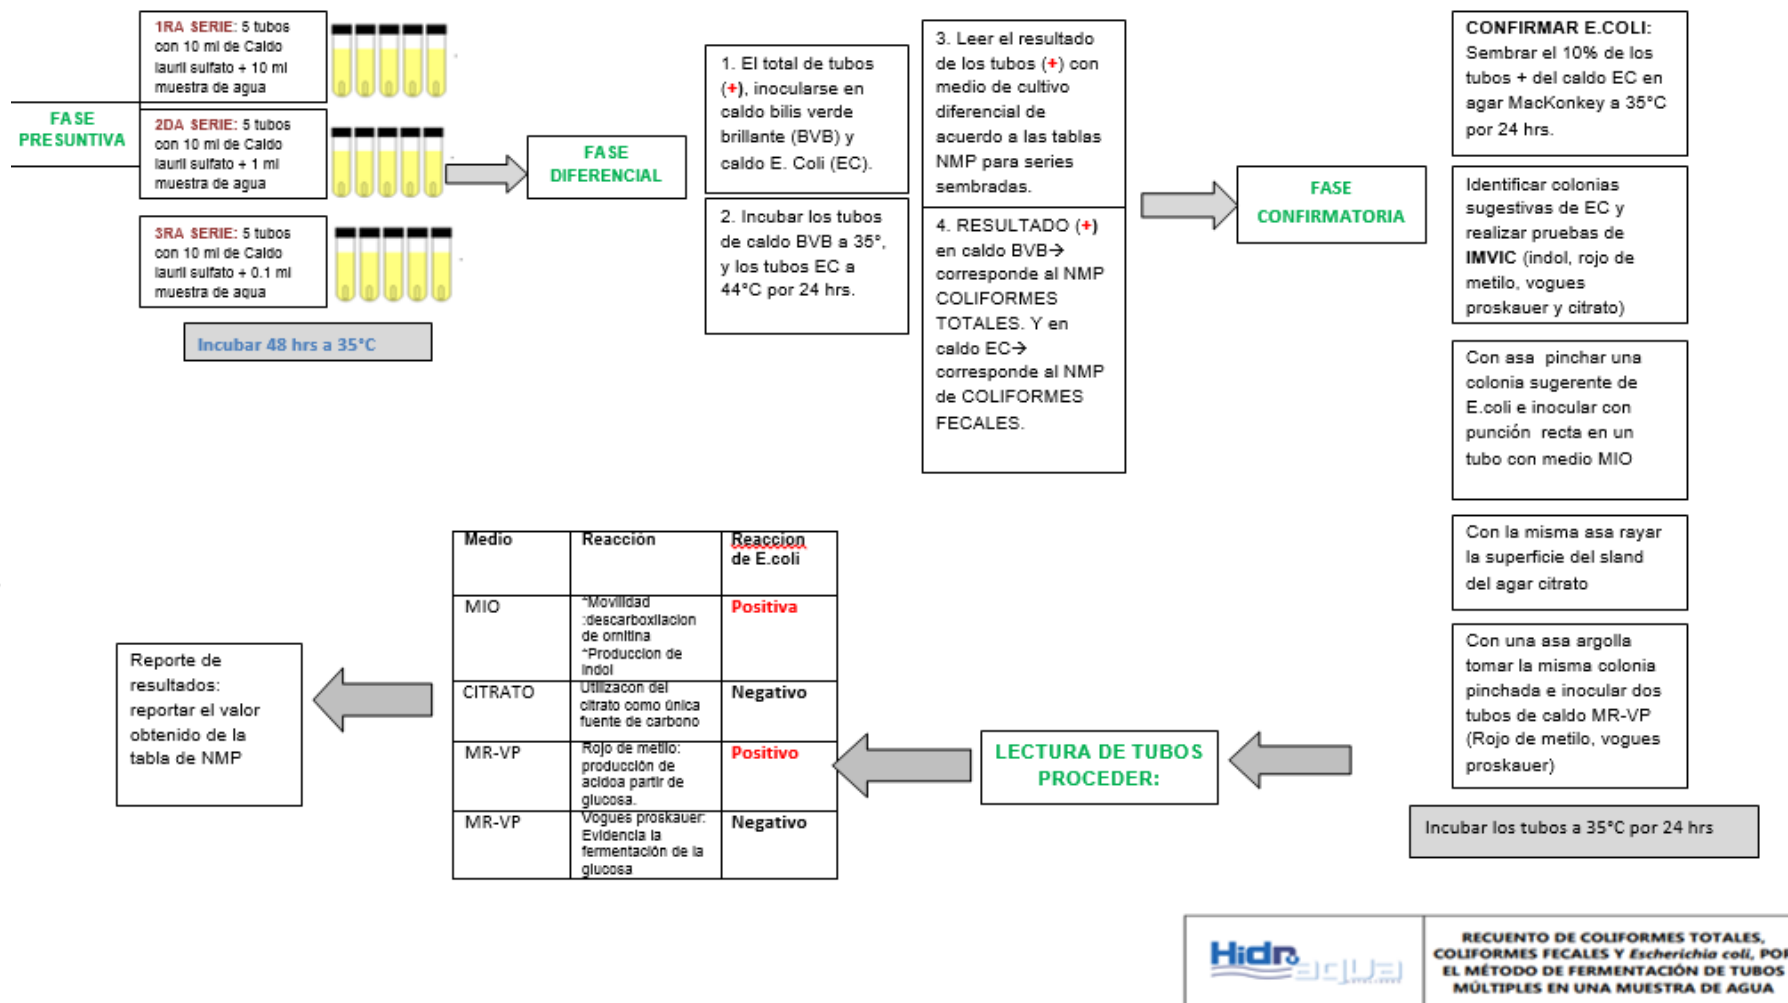 FASE
PRESUNTIVA
1RA SERIE: 5 tubos
con 10 ml de Caldo
lauril sulfato + 10 ml
muestra de agua
2DA SERIE: 5 tubos
con 10 ml de Caldo
lauril sulfato + 1 ml
muestra de agua
3RA SERIE: 5 tubos
con 10 ml de Caldo
lauril sulfato + 0.1 ml
muestra de agua
Incubar 48 hrs a 35°C
FASE
DIFERENCIAL
1. El total de tubos
(+), inocularse en
caldo bilis verde
brillante (BVB) y
caldo E. Coli (EC).
2. Incubar los tubos
de caldo BVB a 35°,
y los tubos EC a
44°C por 24 hrs.
3. Leer el resultado
de los tubos (+) con
medio de cultivo
diferencial de
acuerdo a las tablas
NMP para series
sembradas.
4. RESULTADO (+)
en caldo BVB→
corresponde al NMP
COLIFORMES
TOTALES. Y en
caldo EC→
corresponde al NMP
de COLIFORMES
FECALES.
FASE
CONFIRMATORIA
CONFIRMAR E.COLI:
Sembrar el 10% de los
tubos + del caldo EC en
agar MacKonkey a 35°C
por 24 hrs.
Identificar colonias
sugestivas de EC y
realizar pruebas de
IMVIC (indol, rojo de
metilo, vogues
proskauer y citrato)
Con asa pinchar una
colonia sugerente de
E.coli e inocular con
punción recta en un
tubo con medio MIO
Con la misma asa rayar
la superficie del sland
del agar citrato
Con una asa argolla
tomar la misma colonia
pinchada e inocular dos
tubos de caldo MR-VP
(Rojo de metilo, vogues
proskauer)
Incubar los tubos a 35°C por 24 hrs
LECTURA DE TUBOS
PROCEDER:
Medio Reacción Reaccion
de E.coli
MIO *Movilidad Positiva
:descarboxilacion
de ornitina
*Produccion de
indol
CITRATO Utilizacon del Negativo
citrato como única
fuente de carbono
MR-VP Rojo de metilo: Positivo
producción de
acidoa partir de
glucosa.
MR-VP Vogues proskauer: Negativo
Evidencia la
fermentación de la
glucosa
Reporte de
resultados:
reportar el valor
obtenido de la
tabla de NMP
Hidroaqua
RECUENTO DE COLIFORMES TOTALES,
COLIFORMES FECALES Y Escherichia coli, POR
EL MÉTODO DE FERMENTACIÓN DE TUBOS
MÚLTIPLES EN UNA MUESTRA DE AGUA